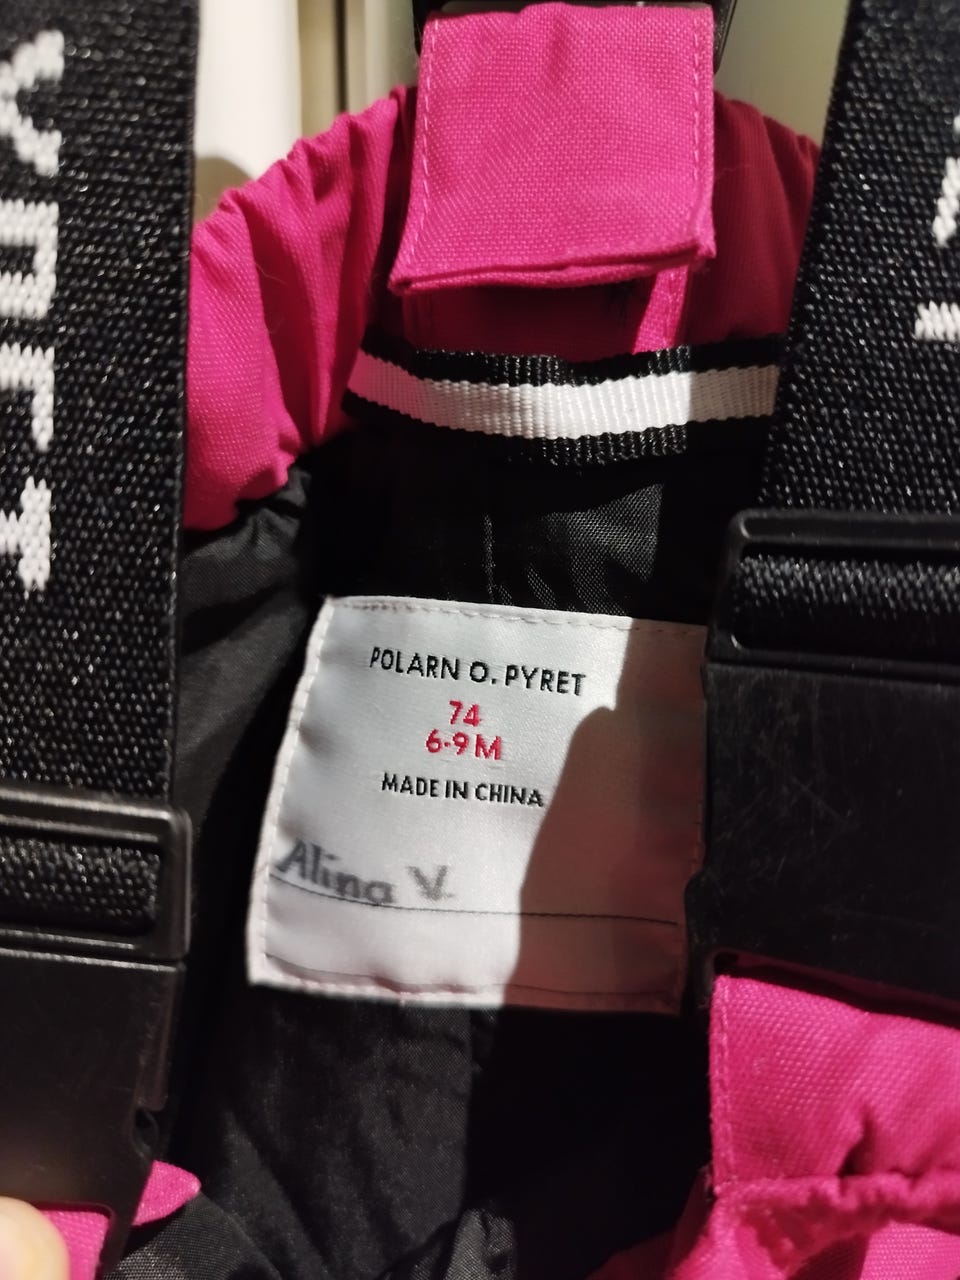 POLARN O. PYRET
74
6-9 M
MADE IN CHINA
Alina V.